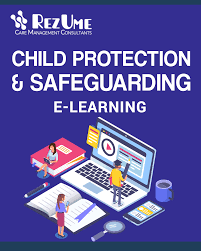 REZUME
CARE MANAGEMENT CONSULTANTS
CHILD PROTECTION
& SAFEGUARDING
E-LEARNING